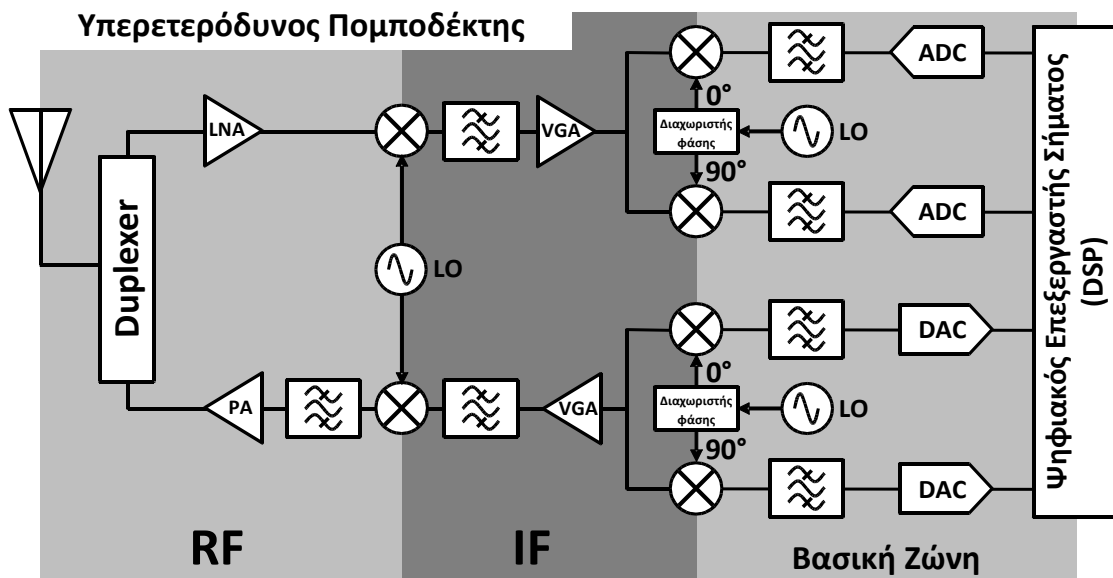 Υπερετερόδυνος Πομποδέκτης
ADC
0°
LNA
VGA
Διαχωριστής
φάσης
LO
90°
ADC
Duplexer
LO
Ψηφιακός Επεξεργαστής Σήματος
(DSP)
DAC
0°
PA
VGA
Διαχωριστής
φάσης
LO
90°
DAC
RF
IF
Βασική Ζώνη